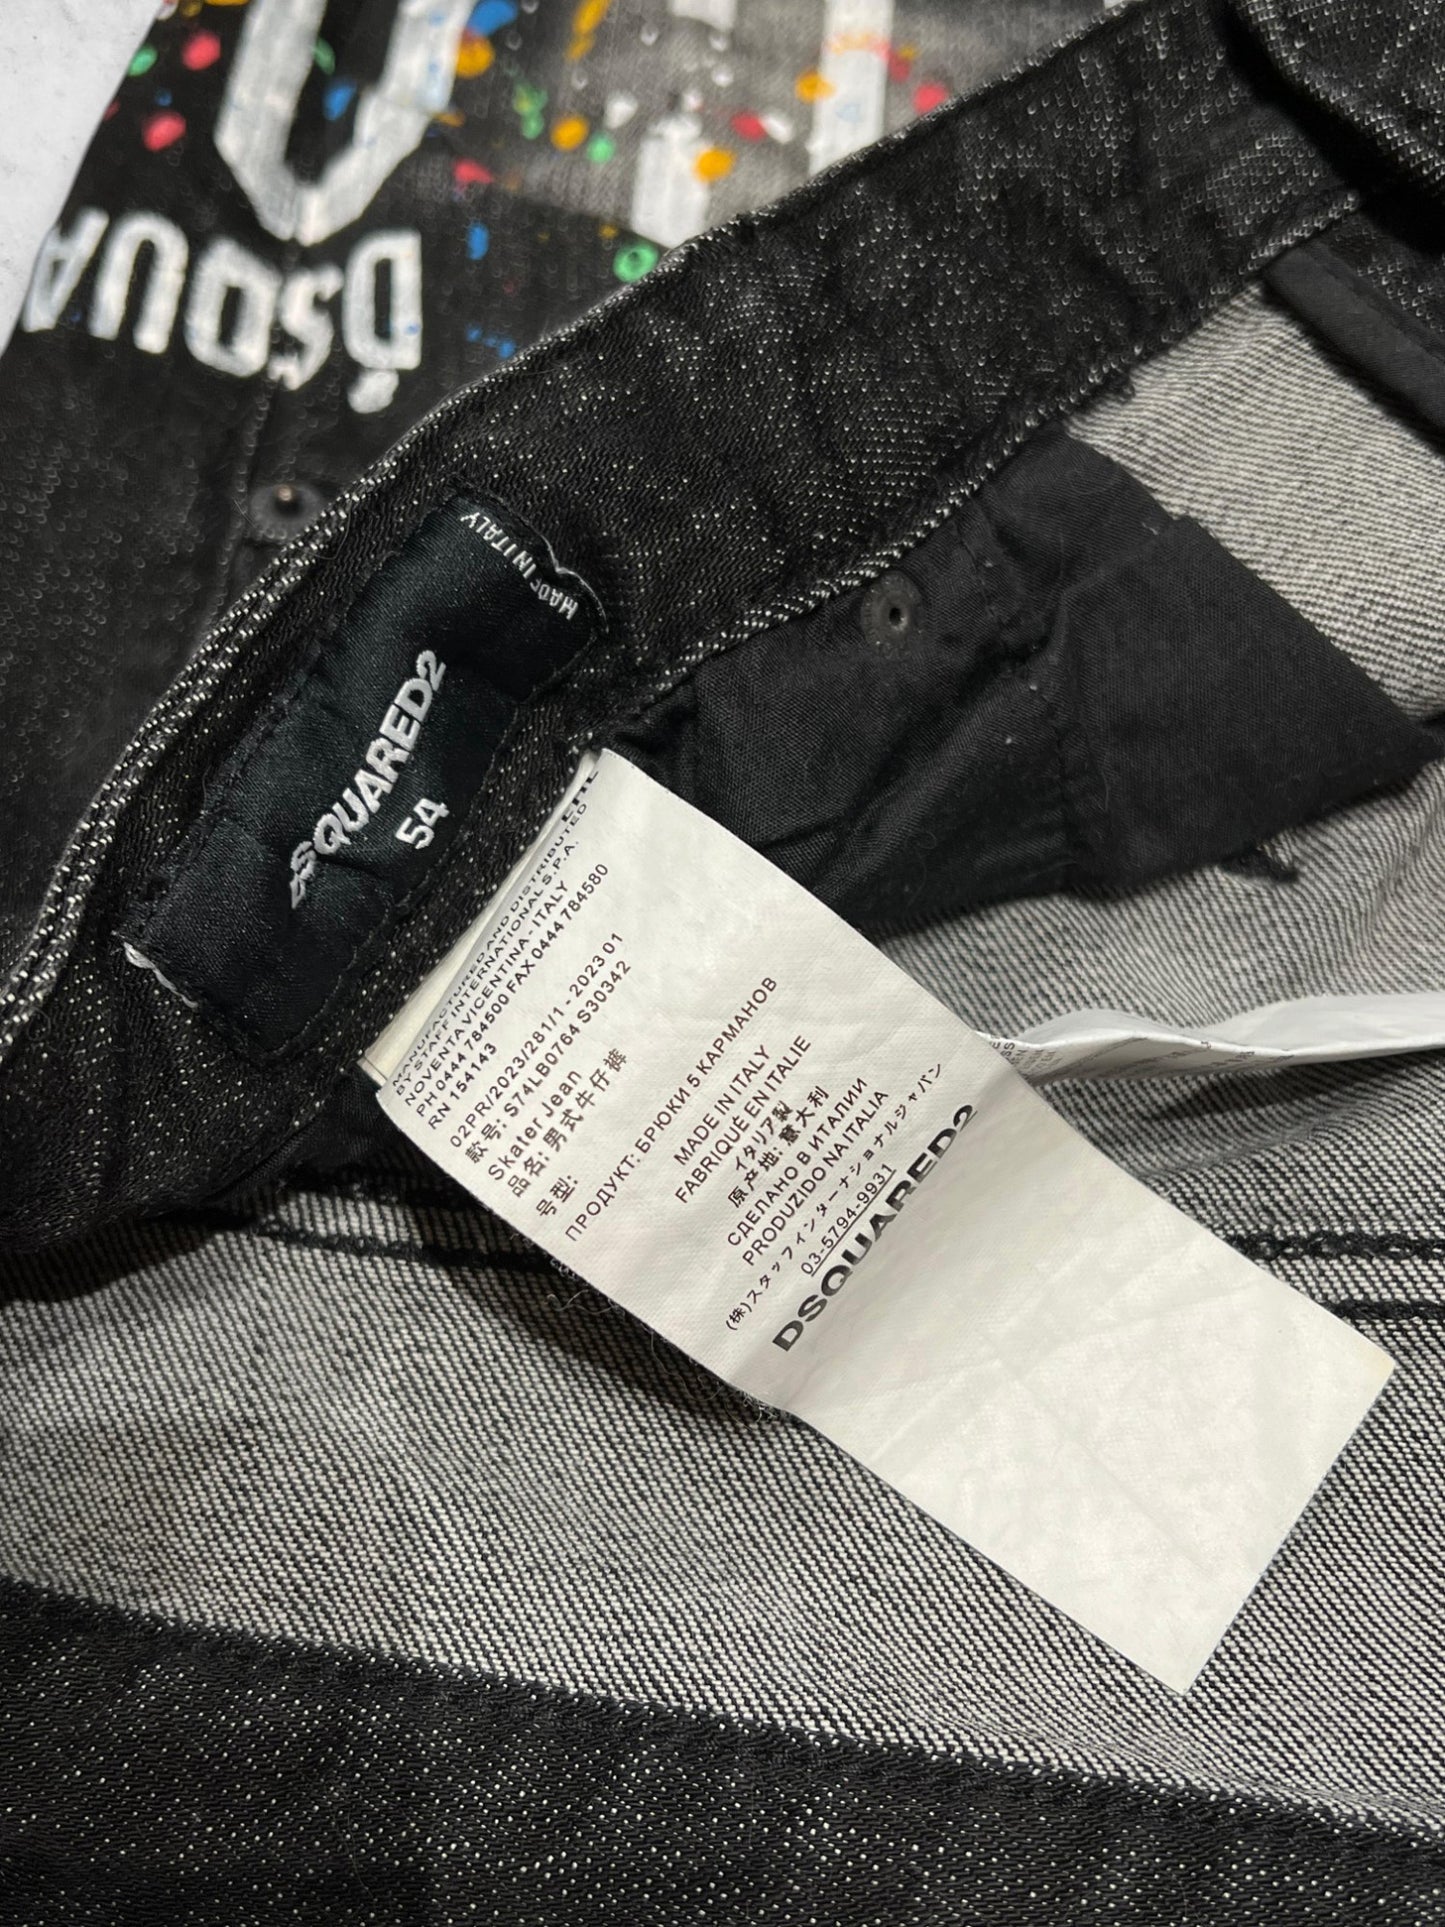 DSQUA
MADE IN ITALY
DSQUARED2
54
MANUFACTURED AND DISTRIBUTED
BY STAFF INTERNATIONAL S.P.A.
NOVENTA VICENTINA - ITALY
PH 0444 784500 FAX 0444 784580
RN 154143
02PR/2023/281/1 - 2023 01
款号: S74LB0764 S30342
Skater Jean
品名: 男式牛仔裤
号型:
ПРОДУКТ: БРЮКИ 5 КАРМАНОВ
MADE IN ITALY
FABRIQUE EN ITALIE
イタリア製
原产地: 意大利
СДЕЛАНО В ИТАЛИИ
PRODUZIDO NA ITALIA
(株)スタッフインターナショナルジャパン
03-5794-9931
DSQUARED2